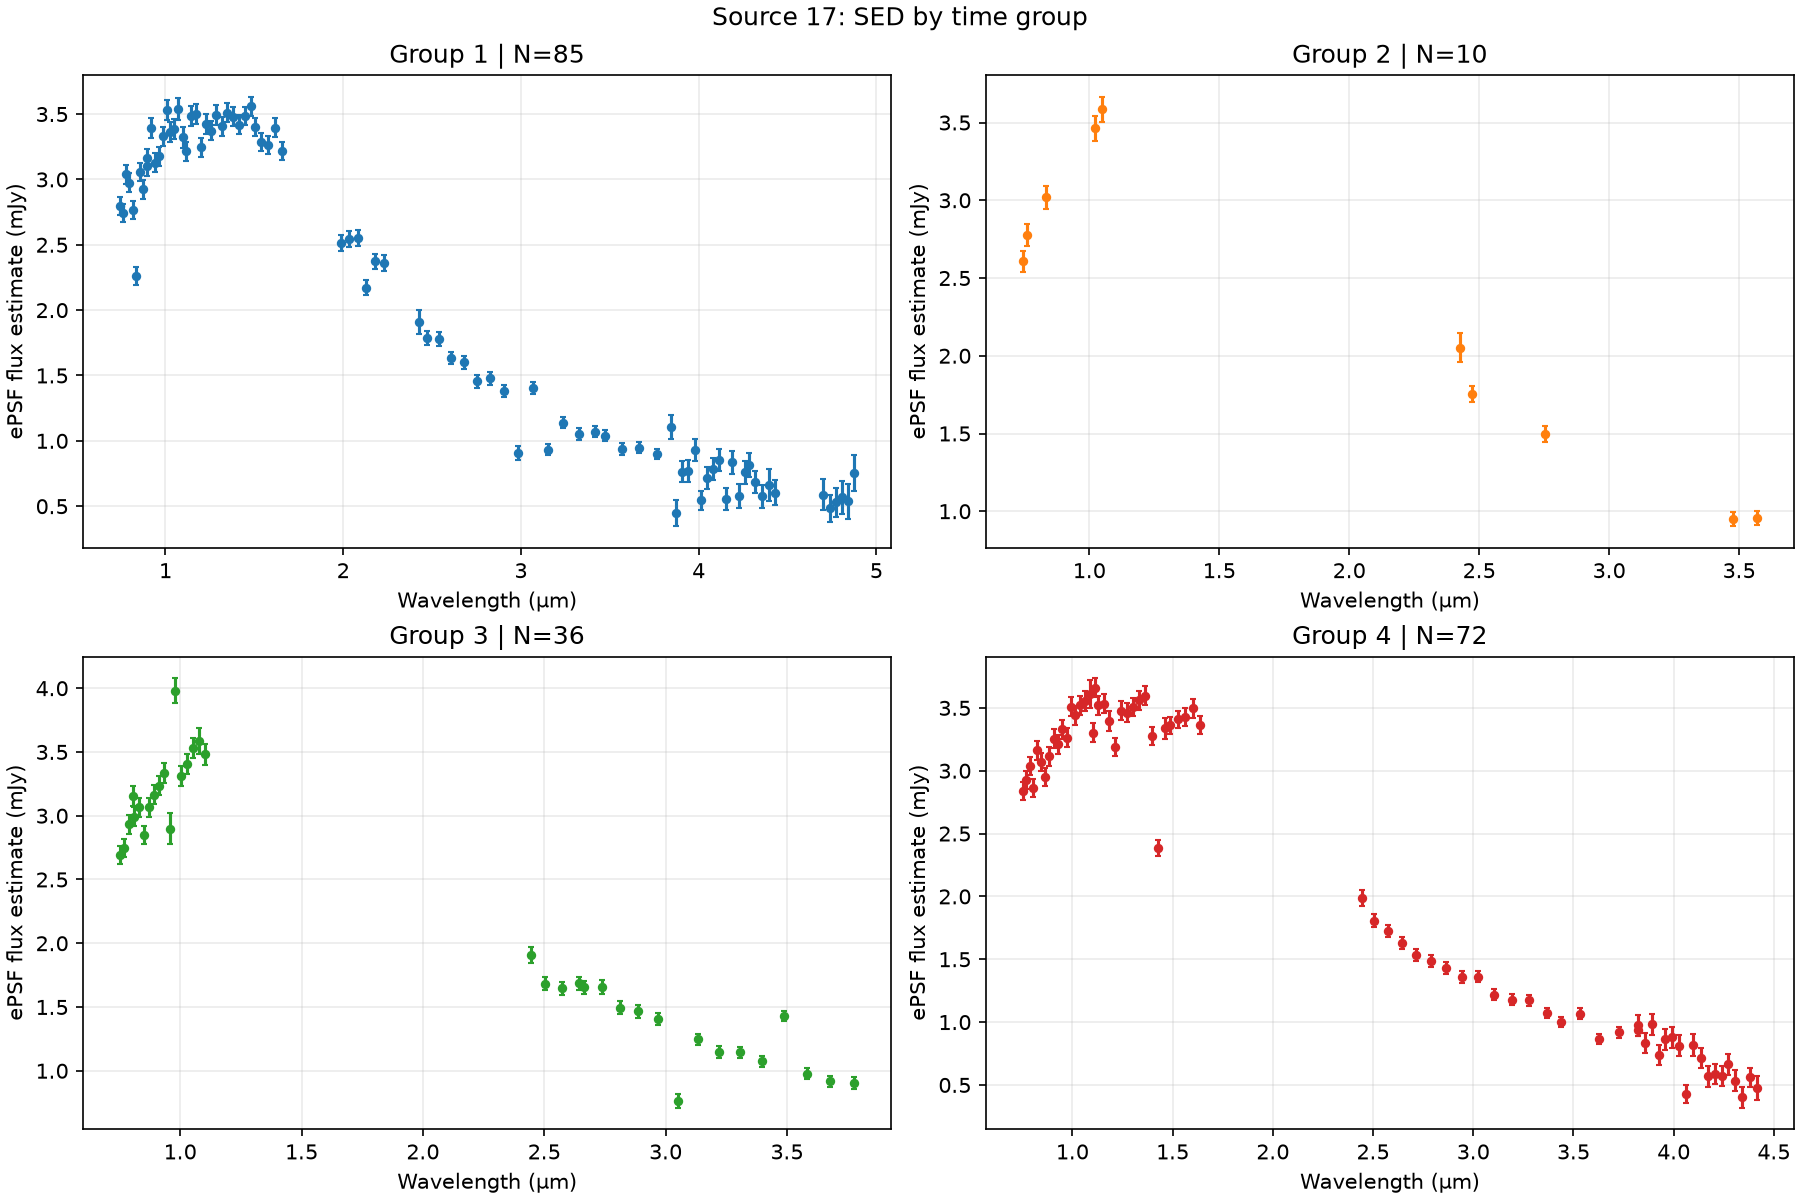 Source 17: SED by time group
Group 1 | N=85
ePSF flux estimate (mJy)
3.5
3.0
2.5
2.0
1.5
1.0
0.5
1 2 3 4 5
Wavelength (µm)
Group 2 | N=10
ePSF flux estimate (mJy)
3.5
3.0
2.5
2.0
1.5
1.0
1.0 1.5 2.0 2.5 3.0 3.5
Wavelength (µm)
Group 3 | N=36
ePSF flux estimate (mJy)
4.0
3.5
3.0
2.5
2.0
1.5
1.0
1.0 1.5 2.0 2.5 3.0 3.5
Wavelength (µm)
Group 4 | N=72
ePSF flux estimate (mJy)
3.5
3.0
2.5
2.0
1.5
1.0
0.5
1.0 1.5 2.0 2.5 3.0 3.5 4.0 4.5
Wavelength (µm)